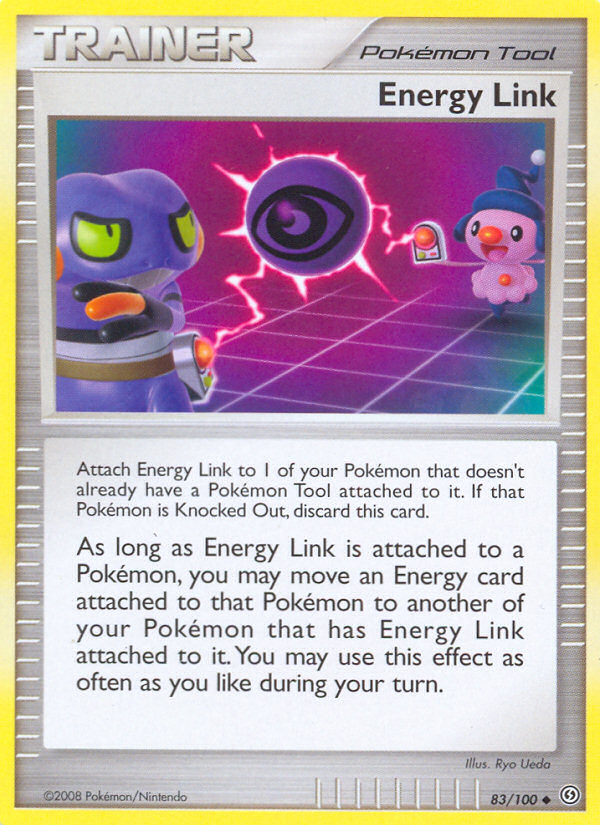 TRAINER
Pokémon Tool
Energy Link
Attach Energy Link to 1 of your Pokémon that doesn't
already have a Pokémon Tool attached to it. If that
Pokémon is Knocked Out, discard this card.
As long as Energy Link is attached to a
Pokémon, you may move an Energy card
attached to that Pokémon to another of
your Pokémon that has Energy Link
attached to it. You may use this effect as
often as you like during your turn.
Illus. Ryo Ueda
©2008 Pokémon/Nintendo
83/100 ◆